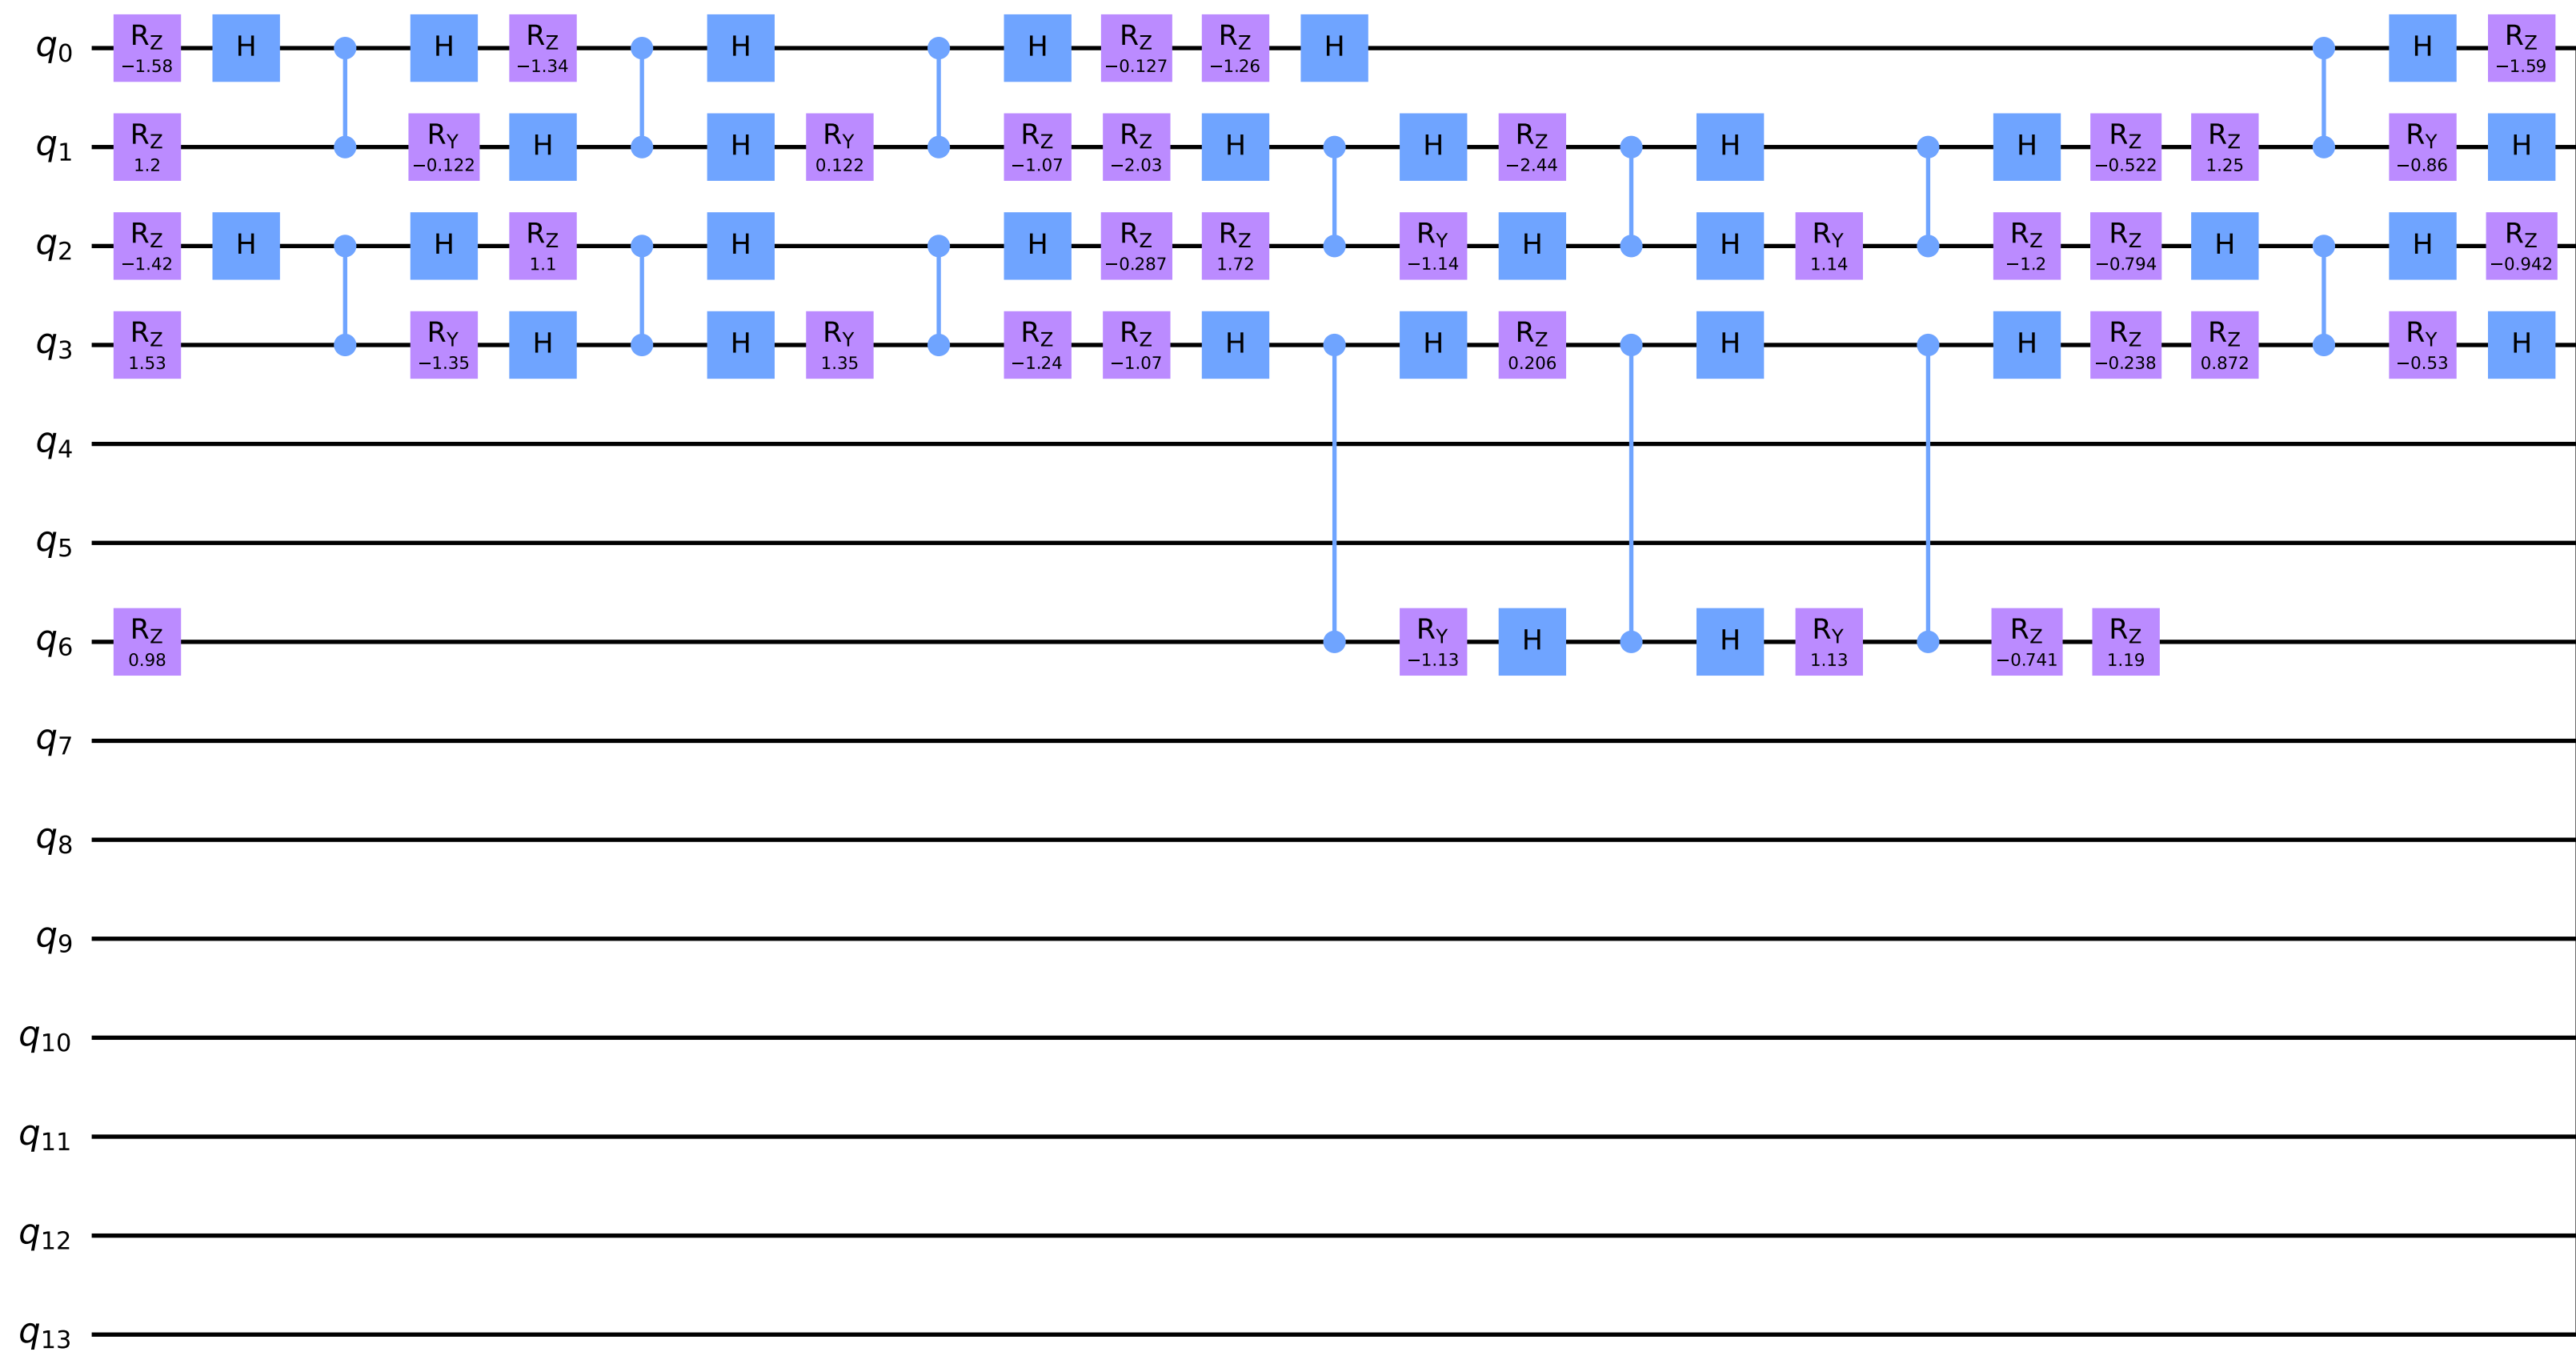 q0 RZ −1.58 H H RZ −1.34 H H RZ −0.127 RZ −1.26 H H RZ −1.59
q1 RZ 1.2 RY −0.122 H H RY 0.122 RZ −1.07 RZ −2.03 H H RZ −2.44 H H RZ −0.522 RZ 1.25 RY −0.86 H
q2 RZ −1.42 H H RZ 1.1 H H RZ −0.287 RZ 1.72 RY −1.14 H H RY 1.14 RZ −1.2 RZ −0.794 H H RZ −0.942
q3 RZ 1.53 RY −1.35 H H RY 1.35 RZ −1.24 RZ −1.07 H H RZ 0.206 H H RZ −0.238 RZ 0.872 RY −0.53 H
q4
q5
q6 RZ 0.98 RY −1.13 H H RY 1.13 RZ −0.741 RZ 1.19
q7
q8
q9
q10
q11
q12
q13